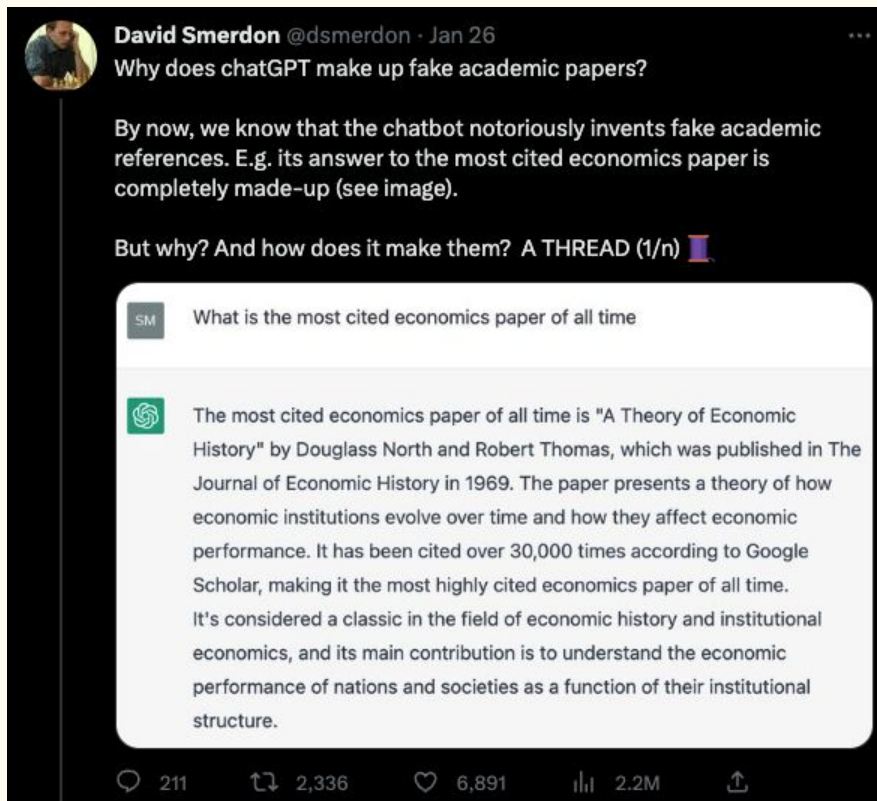 David Smerdon @dsmerdon · Jan 26
Why does chatGPT make up fake academic papers?
By now, we know that the chatbot notoriously invents fake academic
references. E.g. its answer to the most cited economics paper is
completely made-up (see image).
But why? And how does it make them? A THREAD (1/n) 🧵
SM
What is the most cited economics paper of all time
The most cited economics paper of all time is "A Theory of Economic
History" by Douglass North and Robert Thomas, which was published in The
Journal of Economic History in 1969. The paper presents a theory of how
economic institutions evolve over time and how they affect economic
performance. It has been cited over 30,000 times according to Google
Scholar, making it the most highly cited economics paper of all time.
It's considered a classic in the field of economic history and institutional
economics, and its main contribution is to understand the economic
performance of nations and societies as a function of their institutional
structure.
211 2,336 6,891 2.2M